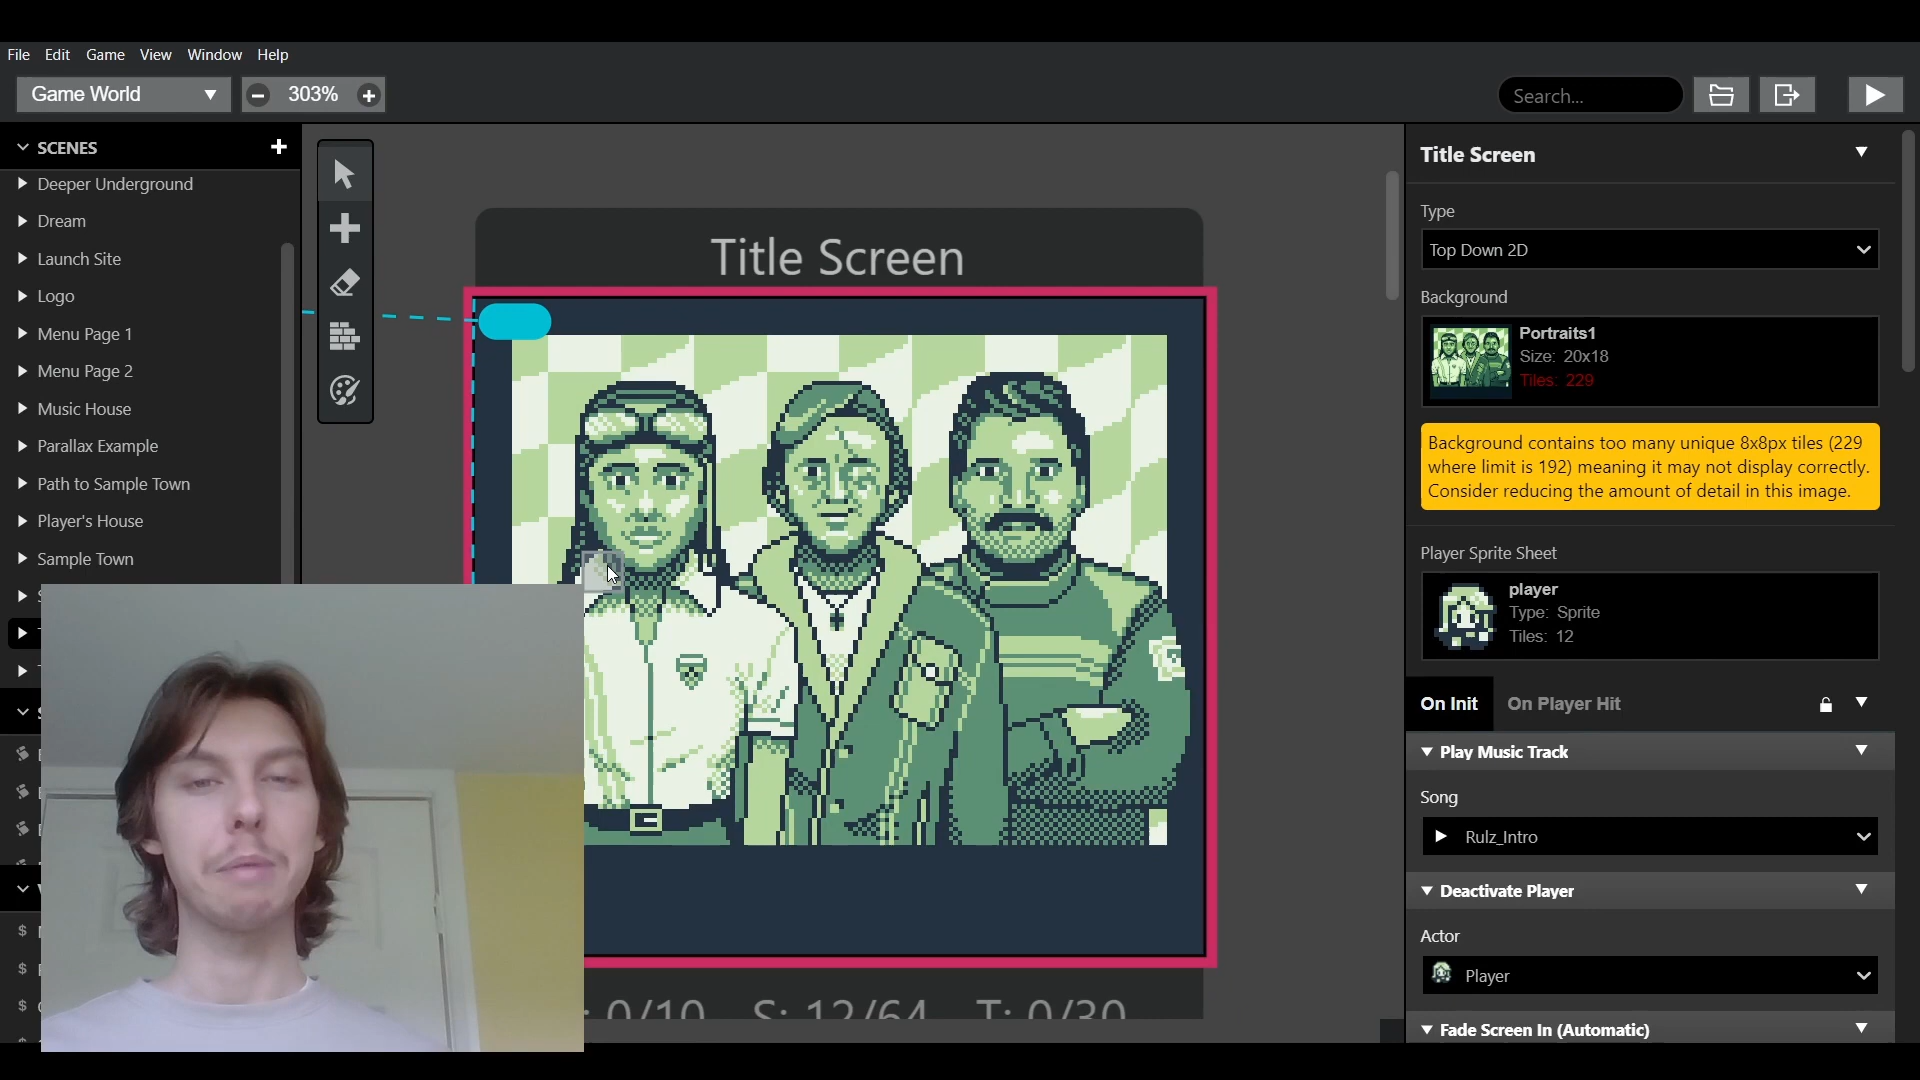 File Edit Game View Window Help
Game World
303%
Search...
SCENES
Deeper Underground
Dream
Launch Site
Logo
Menu Page 1
Menu Page 2
Music House
Parallax Example
Path to Sample Town
Player's House
Sample Town
Title Screen
S: 12/64 T: 0/30
Title Screen
Type
Top Down 2D
Background
Portraits1
Size: 20x18
Tiles: 229
Background contains too many unique 8x8px tiles (229
where limit is 192) meaning it may not display correctly.
Consider reducing the amount of detail in this image.
Player Sprite Sheet
player
Type: Sprite
Tiles: 12
On Init On Player Hit
Play Music Track
Song
Rulz_Intro
Deactivate Player
Actor
Player
Fade Screen In (Automatic)